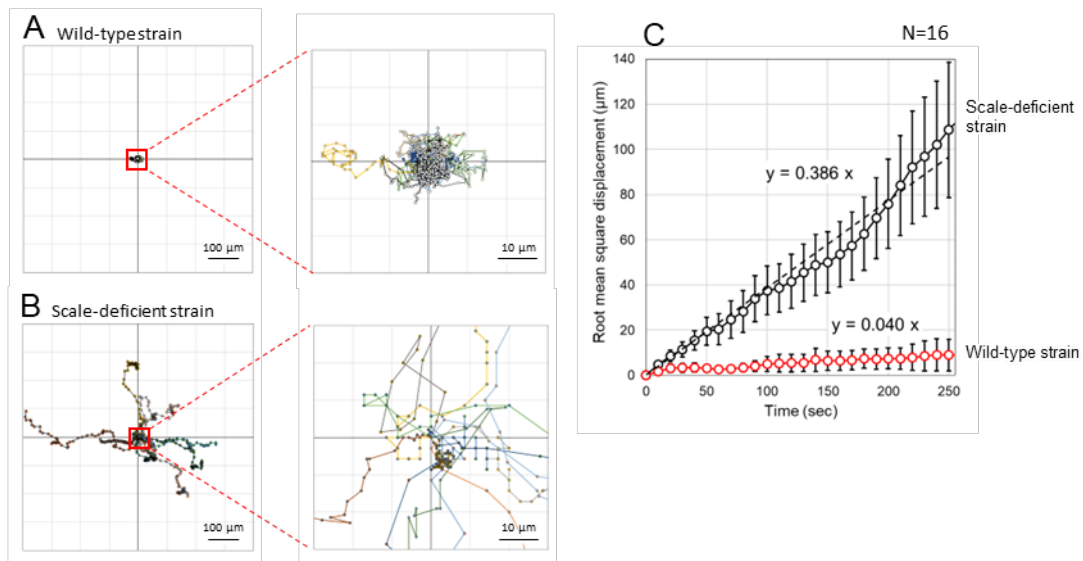 A
Wild-type strain
100 µm
10 µm
B
Scale-deficient strain
100 µm
10 µm
C
N=16
Root mean square displacement (µm)
140
120
100
80
60
40
20
0
y = 0.386 x
y = 0.040 x
0
50
100
150
200
250
Time (sec)
Scale-deficient
strain
Wild-type strain